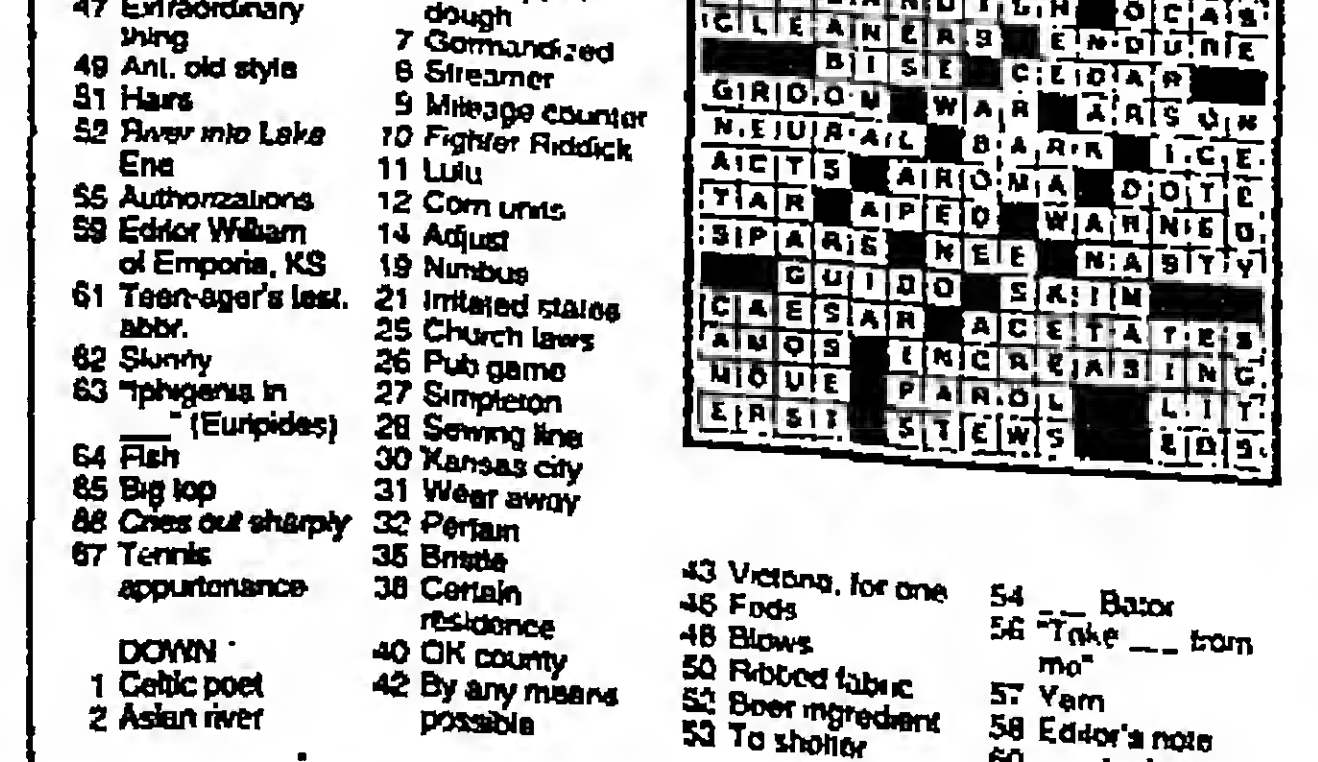 47 Extraordinary
thing
49 Ant. old style
51 Hairs
52 River into Lake
Erie
55 Authorizations
59 Editor William
of Emporia, KS
61 Teen-ager's test.
abbr.
62 Skinny
63 "Iphigenia in
___" (Euripides)
64 Fish
65 Big top
66 Cries out sharply
67 Tennis
appurtenance
DOWN
1 Celtic poet
2 Asian river
dough
7 Gormandized
8 Streamer
9 Mileage counter
10 Fighter Riddick
11 Lulu
12 Com units
14 Adjust
19 Nimbus
21 Irritated states
25 Church laws
26 Pub game
27 Simpleton
28 Sewing line
30 Kansas city
31 Wear away
32 Pertain
35 Bristle
38 Certain
residence
40 OK county
42 By any means
possible
CLEANERS ENDURE
BISE CEDAR
GIRDOM WAR ARSON
NEURAL BARR ICE
ACTS AROMA DOTE
TAR APED WARNED
SPARS NEE NASTY
GUIDO SKIM
CAESAR ACETATES
AMOS INCREASING
MOUE PAROL LIT
ERST STEWS EDS
43 Victoria, for one
46 Fods
48 Blows
50 Ribbed fabric
52 Beer ingredient
53 To shelter
54 __ Bator
56 "Take ___ from
me"
57 Yarn
58 Editor's note
60